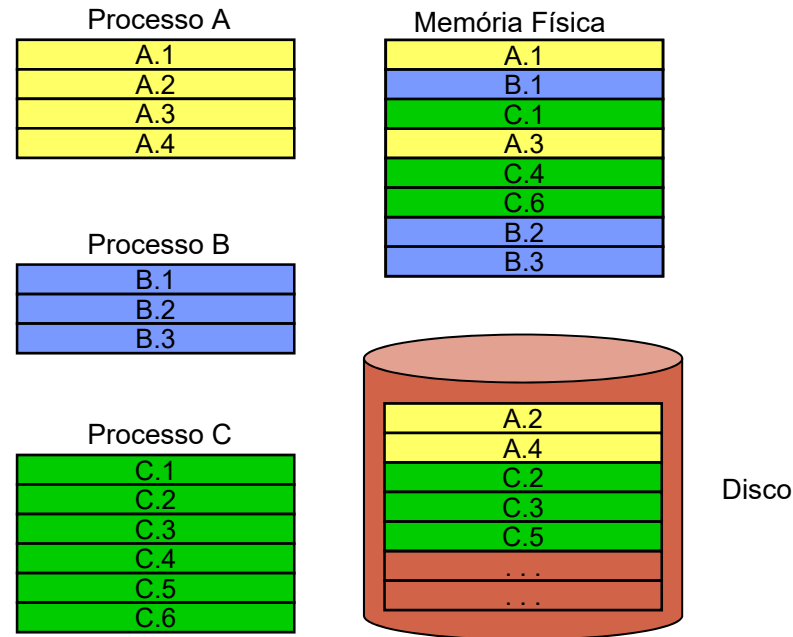 Processo A
A.1
A.2
A.3
A.4
Processo B
B.1
B.2
B.3
Processo C
C.1
C.2
C.3
C.4
C.5
C.6
Memória Física
A.1
B.1
C.1
A.3
C.4
C.6
B.2
B.3
A.2
A.4
C.2
C.3
C.5
. . .
. . .
Disco